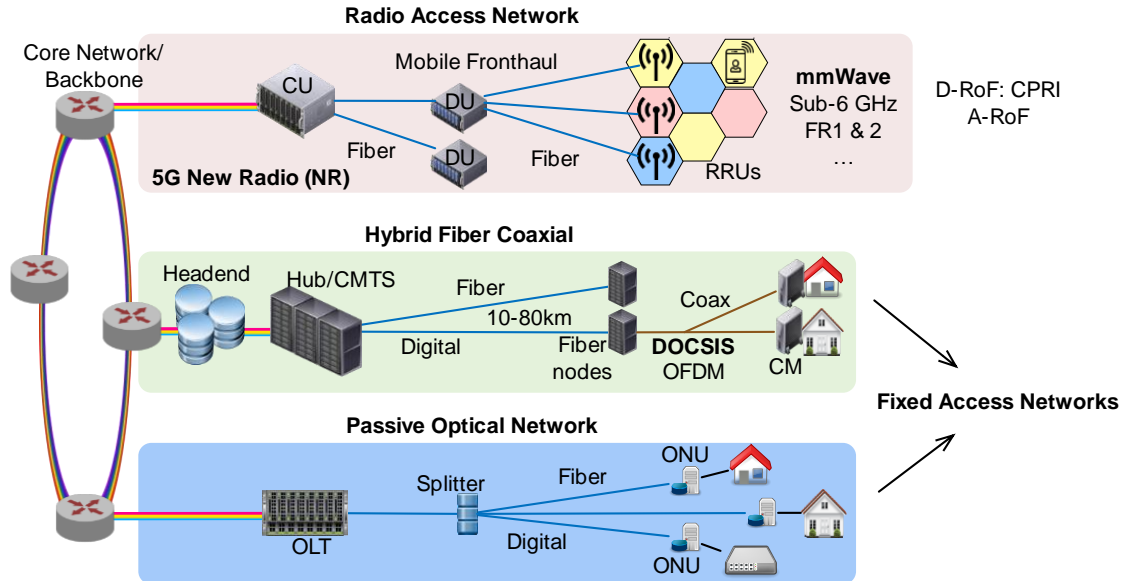 Radio Access Network
Core Network/
Backbone
CU
Mobile Fronthaul
DU
DU
Fiber
Fiber
5G New Radio (NR)
RRUs
mmWave
Sub-6 GHz
FR1 & 2
…
D-RoF: CPRI
A-RoF
Hybrid Fiber Coaxial
Headend
Hub/CMTS
Fiber
10-80km
Digital
Fiber
nodes
Coax
DOCSIS
OFDM
CM
Fixed Access Networks
Passive Optical Network
OLT
Splitter
Fiber
Digital
ONU
ONU